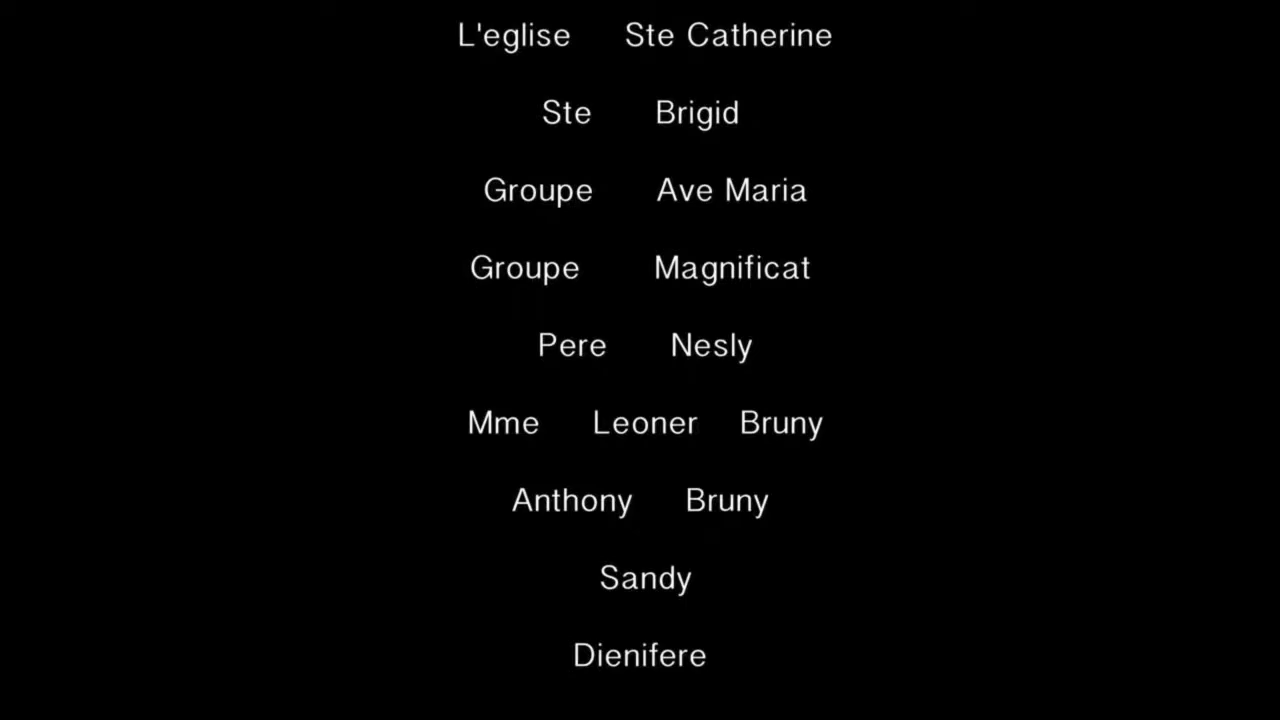 L'eglise Ste Catherine
Ste Brigid
Groupe Ave Maria
Groupe Magnificat
Pere Nesly
Mme Leoner Bruny
Anthony Bruny
Sandy
Dienifere